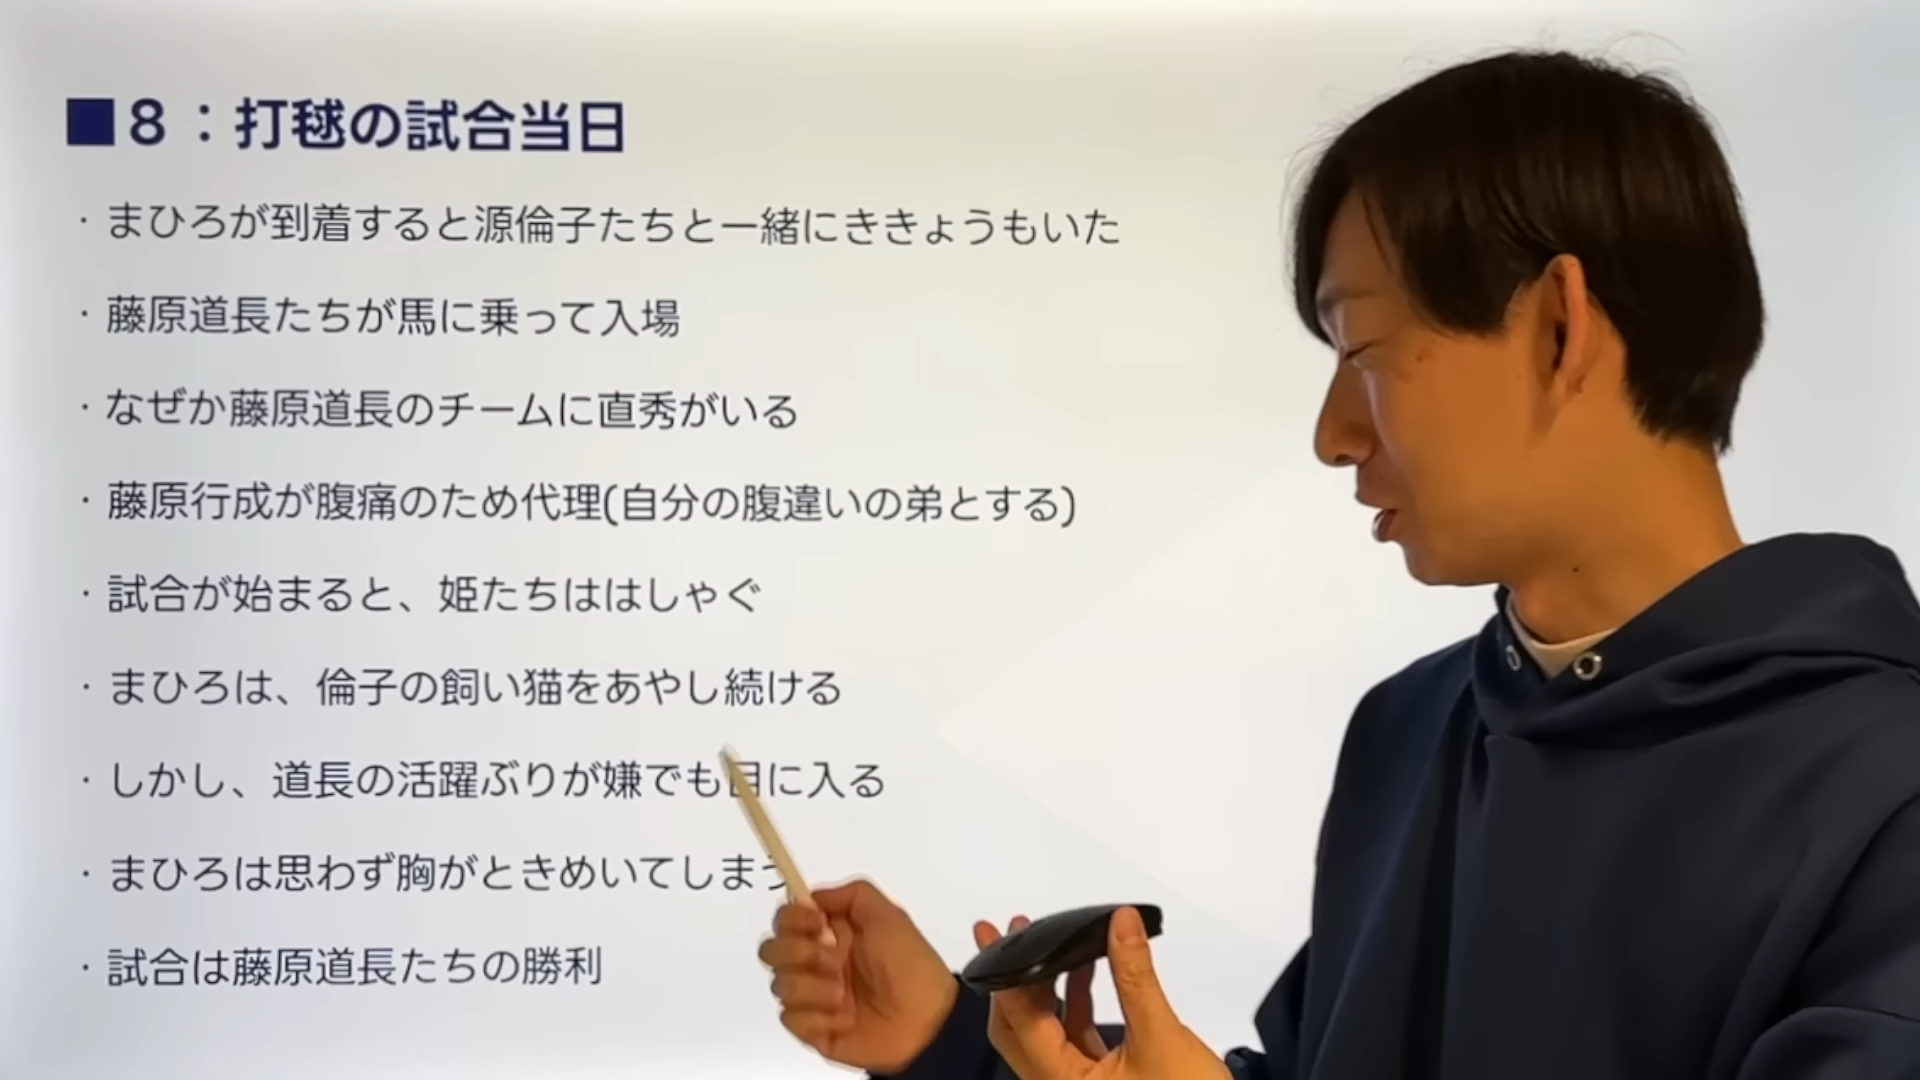 ■8：打毬の試合当日
・まひろが到着すると源倫子たちと一緒にききょうもいた
・藤原道長たちが馬に乗って入場
・なぜか藤原道長のチームに直秀がいる
・藤原行成が腹痛のため代理(自分の腹違いの弟とする)
・試合が始まると、姫たちははしゃぐ
・まひろは、倫子の飼い猫をあやし続ける
・しかし、道長の活躍ぶりが嫌でも目に入る
・まひろは思わず胸がときめいてしまう
・試合は藤原道長たちの勝利